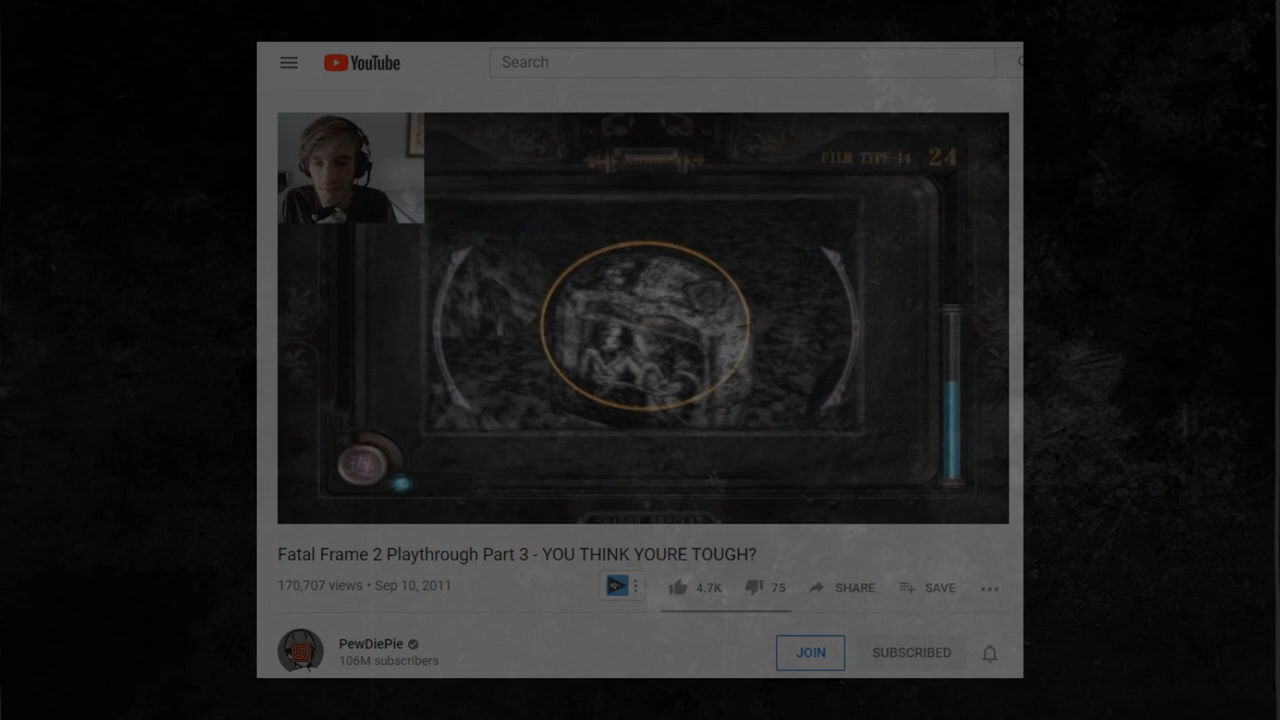 YouTube
Search
FILM TYPE-14 24
Fatal Frame 2 Playthrough Part 3 - YOU THINK YOURE TOUGH?
170,707 views • Sep 10, 2011
4.7K 75 SHARE SAVE
PewDiePie
106M subscribers
JOIN SUBSCRIBED